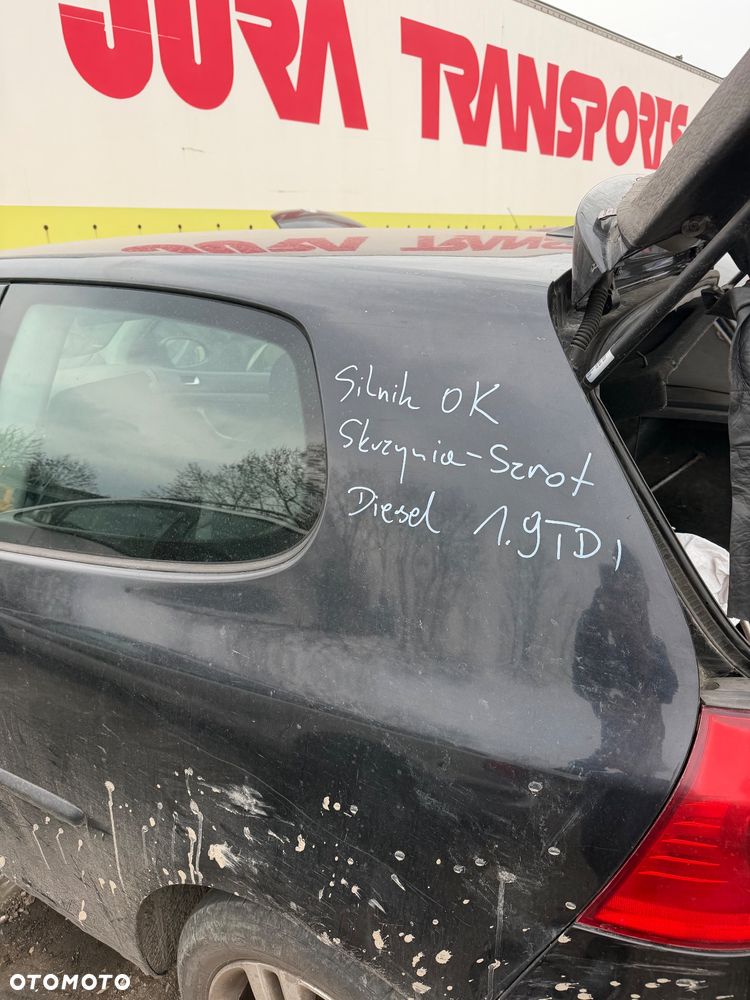 JURA TRANSPORTS
Silnik OK
Skrzynia-Szrot
Diesel 1.9TDI
OTOMOTO